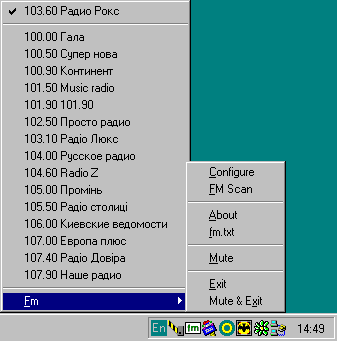 103.60 Радио Рокс
100.00 Гала
100.50 Супер нова
100.90 Континент
101.50 Music radio
101.90 101.90
102.50 Просто радио
103.10 Радіо Люкс
104.00 Русское радио
104.60 Radio Z
105.00 Промінь
105.50 Радіо столиці
106.00 Киевские ведомости
107.00 Европа плюс
107.40 Радіо Довіра
107.90 Наше радио
Fm
Configure
FM Scan
About
fm.txt
Mute
Exit
Mute & Exit
En
fm
14:49